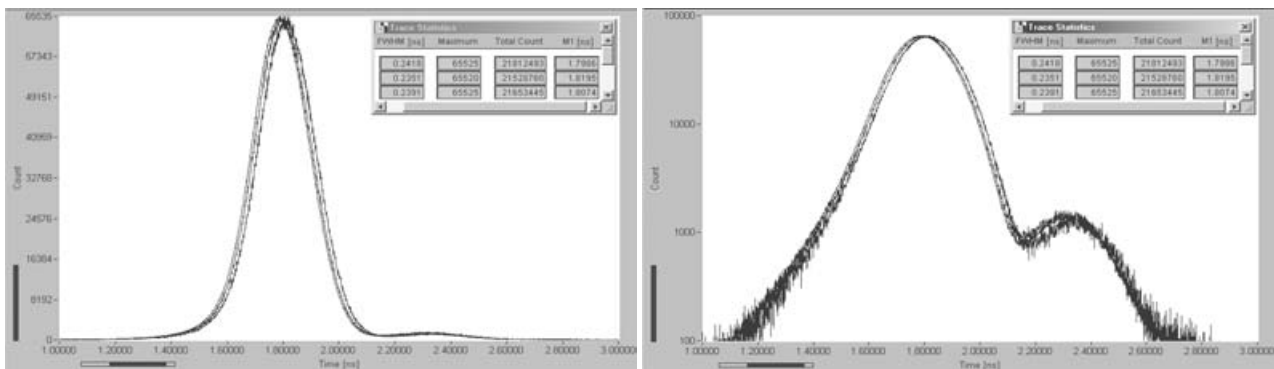 65535
57343
49151
40959
32768
24576
16384
8192
0
Count
1.00000 1.20000 1.40000 1.60000 1.80000 2.00000 2.20000 2.40000 2.60000 2.80000 3.00000
Time [ns]
Trace Statistics
FWHM [ns] Maximum Total Count M1 [ns]
0.2418 65525 21812493 1.7986
0.2351 65520 21528760 1.8195
0.2391 65525 21653445 1.8074
100000
10000
1000
100
Count
1.00000 1.20000 1.40000 1.60000 1.80000 2.00000 2.20000 2.40000 2.60000 2.80000 3.00000
Time [ns]
Trace Statistics
FWHM [ns] Maximum Total Count M1 [ns]
0.2418 65525 21812493 1.7986
0.2351 65520 21528760 1.8195
0.2391 65525 21653445 1.8074